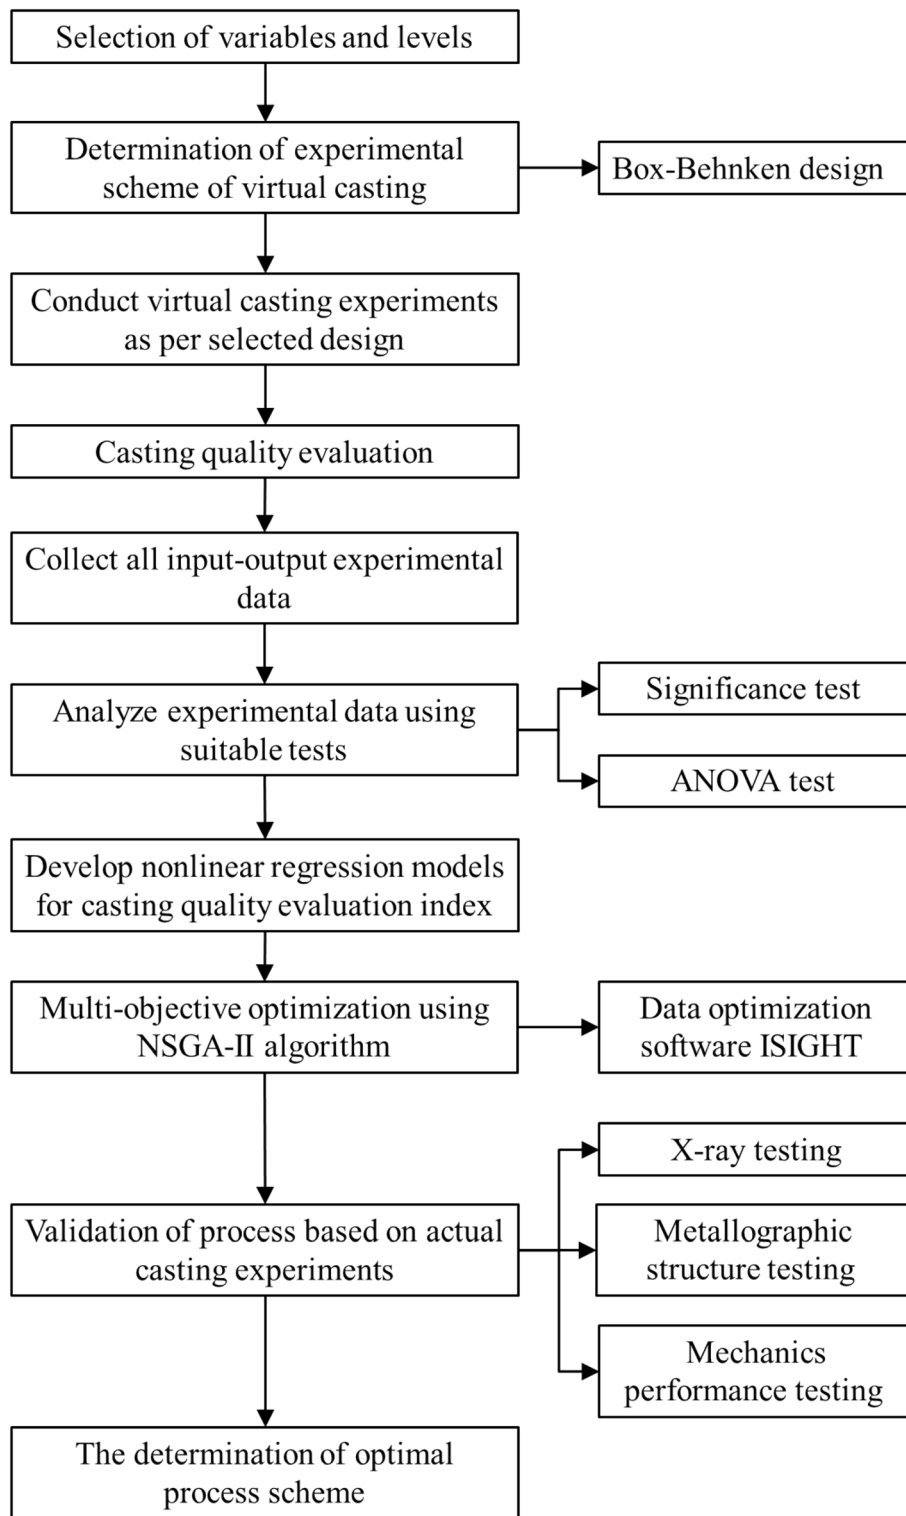 Selection of variables and levels
Determination of experimental
scheme of virtual casting
Box-Behnken design
Conduct virtual casting experiments
as per selected design
Casting quality evaluation
Collect all input-output experimental
data
Analyze experimental data using
suitable tests
Significance test
ANOVA test
Develop nonlinear regression models
for casting quality evaluation index
Multi-objective optimization using
NSGA-II algorithm
Data optimization
software ISIGHT
Validation of process based on actual
casting experiments
X-ray testing
Metallographic
structure testing
Mechanics
performance testing
The determination of optimal
process scheme